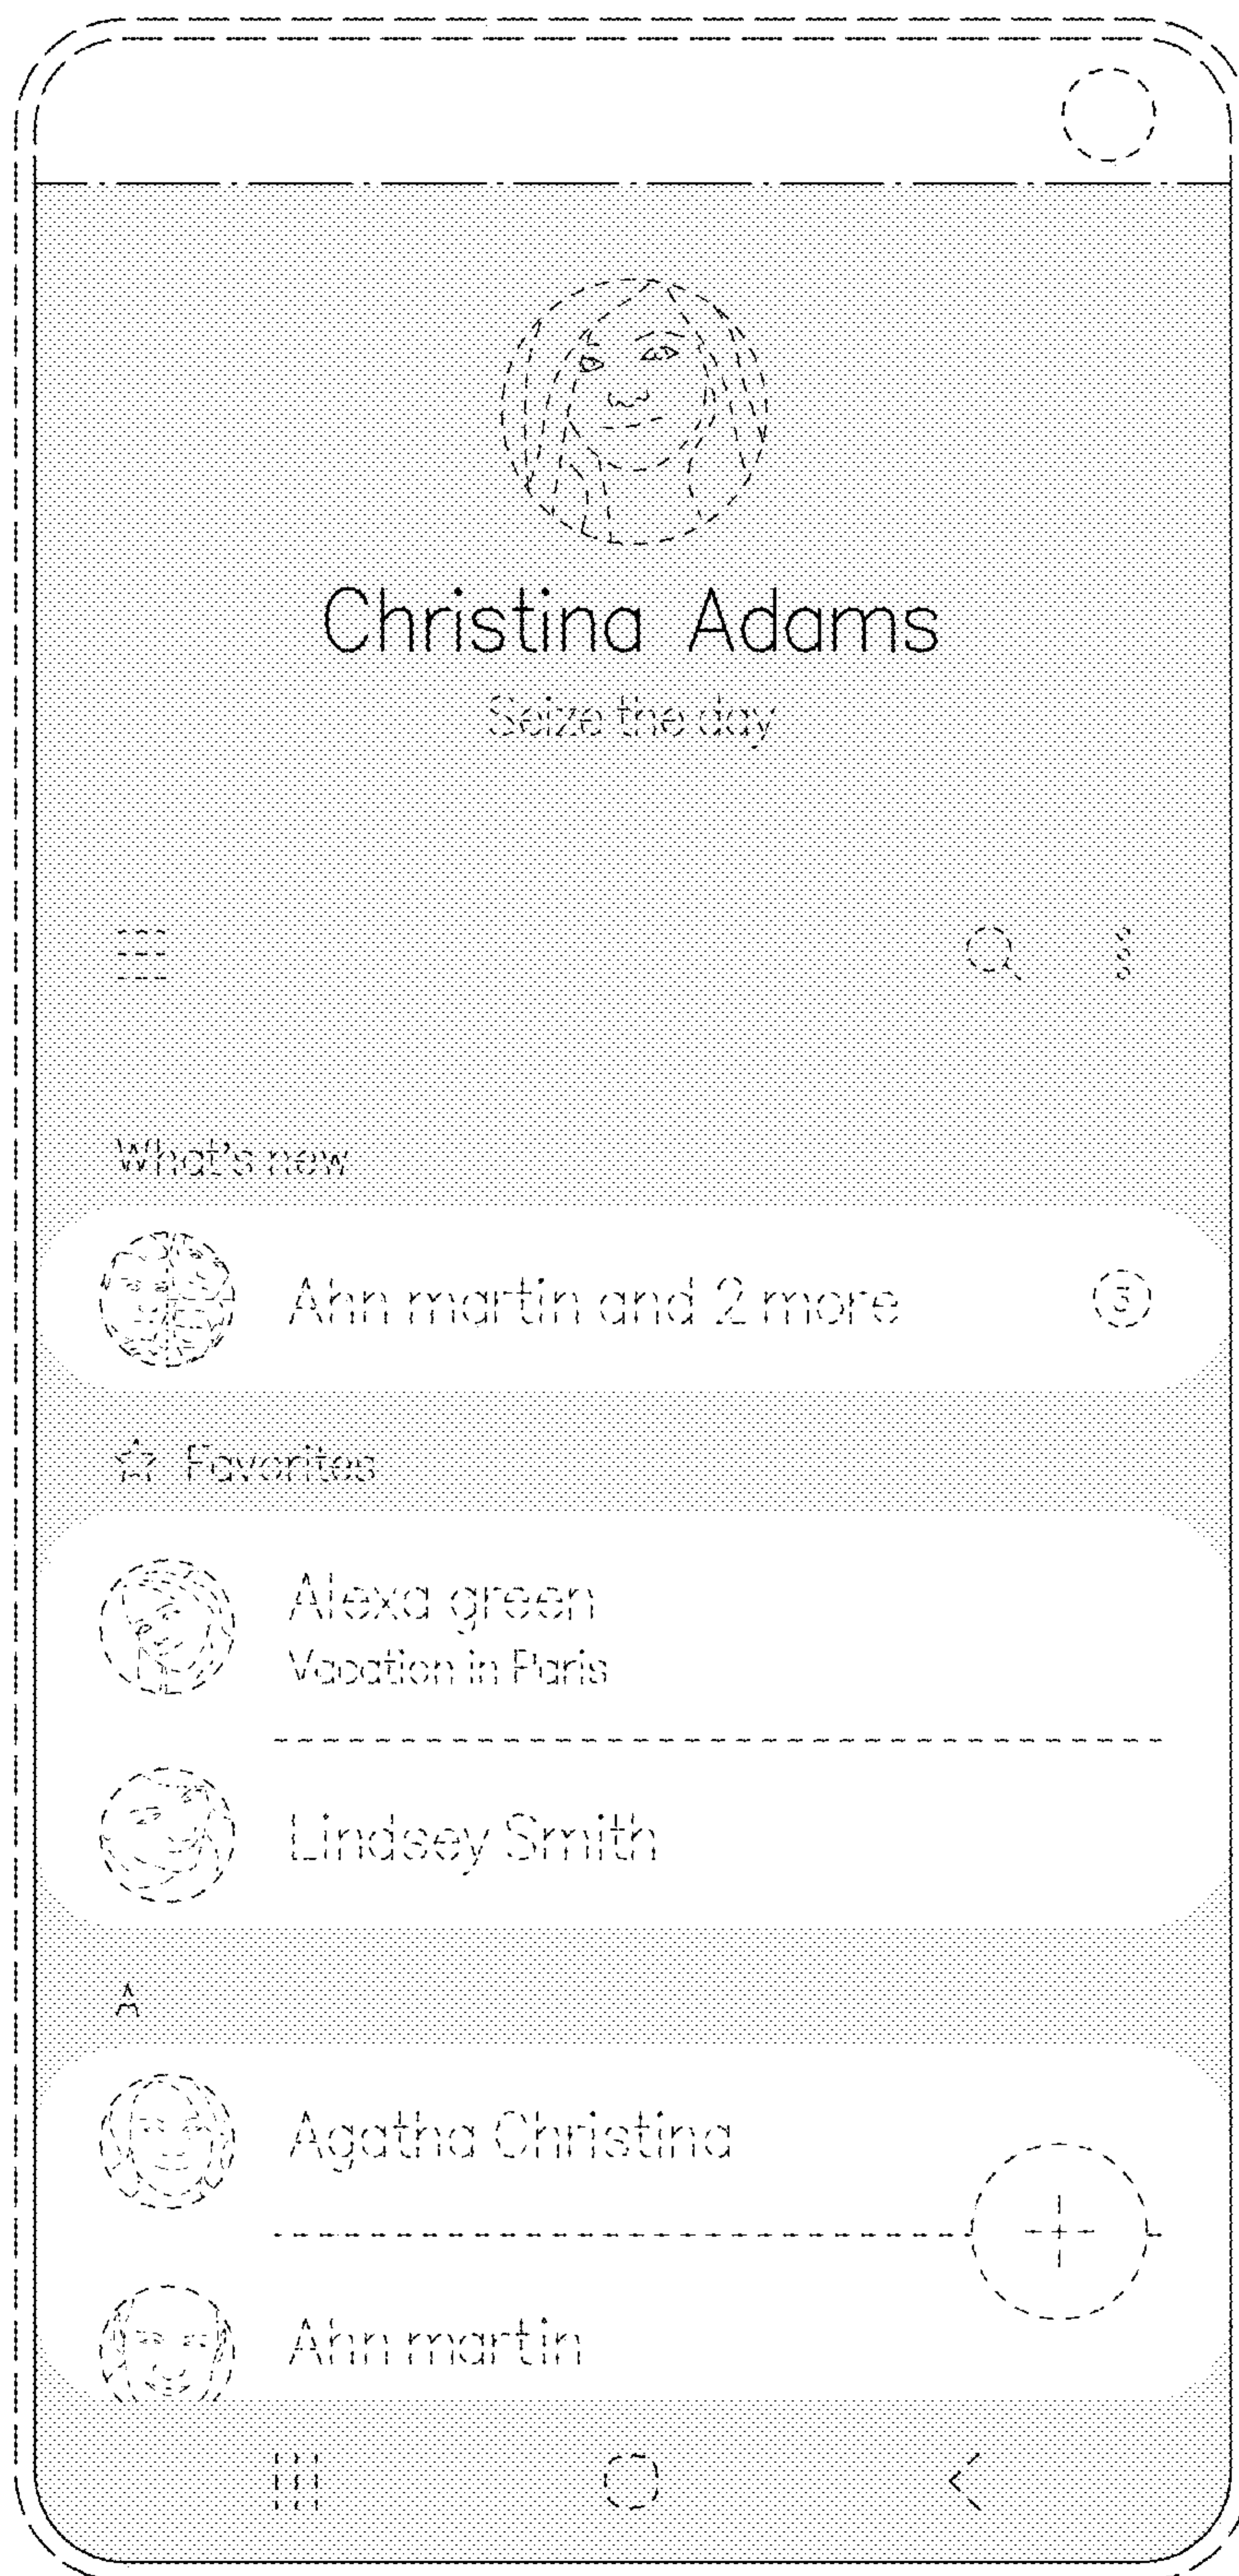 Christina Adams
Seize the day
What's new
Ahn martin and 2 more
3
Favorites
Alexa green
Vacation in Paris
Lindsey Smith
A
Agatha Christina
Ahn martin